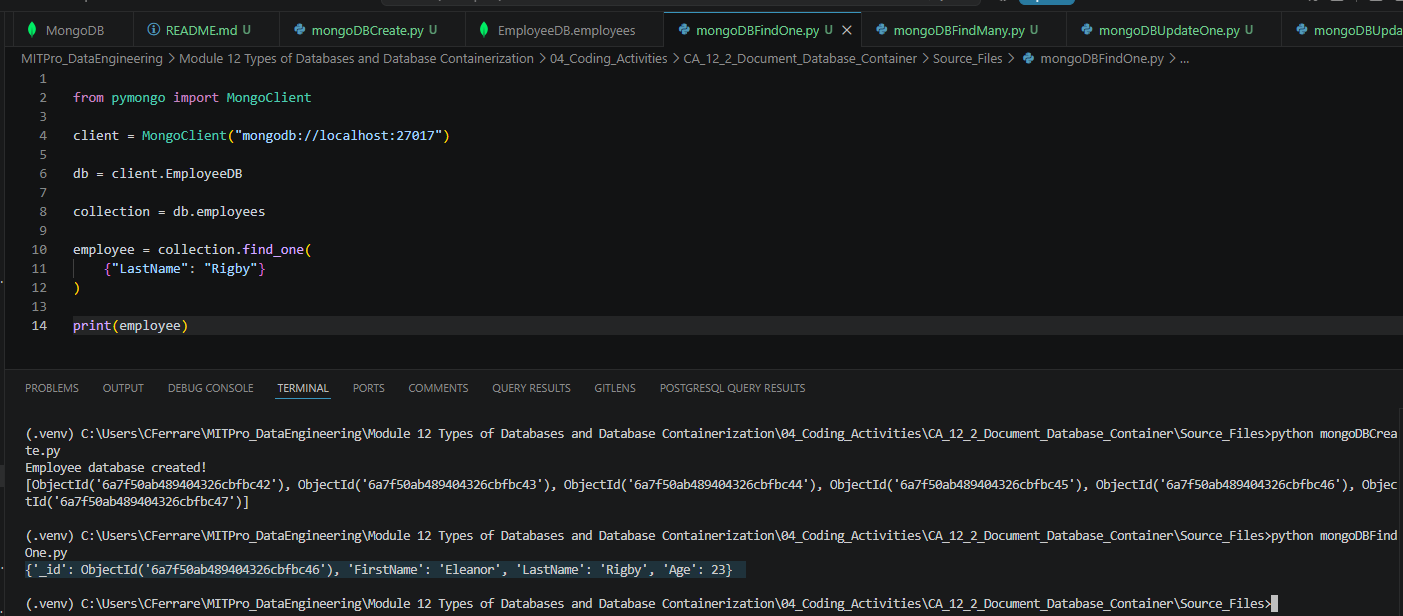 MongoDB README.md U mongoDBCreate.py U EmployeeDB.employees mongoDBFindOne.py U mongoDBFindMany.py U mongoDBUpdateOne.py U mongoDBUpda
MITPro_DataEngineering > Module 12 Types of Databases and Database Containerization > 04_Coding_Activities > CA_12_2_Document_Database_Container > Source_Files > mongoDBFindOne.py > ...
1
2 from pymongo import MongoClient
3
4 client = MongoClient("mongodb://localhost:27017")
5
6 db = client.EmployeeDB
7
8 collection = db.employees
9
10 employee = collection.find_one(
11 {"LastName": "Rigby"}
12 )
13
14 print(employee)
PROBLEMS OUTPUT DEBUG CONSOLE TERMINAL PORTS COMMENTS QUERY RESULTS GITLENS POSTGRESQL QUERY RESULTS
(.venv) C:\Users\CFerrare\MITPro_DataEngineering\Module 12 Types of Databases and Database Containerization\04_Coding_Activities\CA_12_2_Document_Database_Container\Source_Files>python mongoDBCrea
te.py
Employee database created!
[ObjectId('6a7f50ab489404326cbfbc42'), ObjectId('6a7f50ab489404326cbfbc43'), ObjectId('6a7f50ab489404326cbfbc44'), ObjectId('6a7f50ab489404326cbfbc45'), ObjectId('6a7f50ab489404326cbfbc46'), Objec
tId('6a7f50ab489404326cbfbc47')]
(.venv) C:\Users\CFerrare\MITPro_DataEngineering\Module 12 Types of Databases and Database Containerization\04_Coding_Activities\CA_12_2_Document_Database_Container\Source_Files>python mongoDBFind
One.py
{'_id': ObjectId('6a7f50ab489404326cbfbc46'), 'FirstName': 'Eleanor', 'LastName': 'Rigby', 'Age': 23}
(.venv) C:\Users\CFerrare\MITPro_DataEngineering\Module 12 Types of Databases and Database Containerization\04_Coding_Activities\CA_12_2_Document_Database_Container\Source_Files>